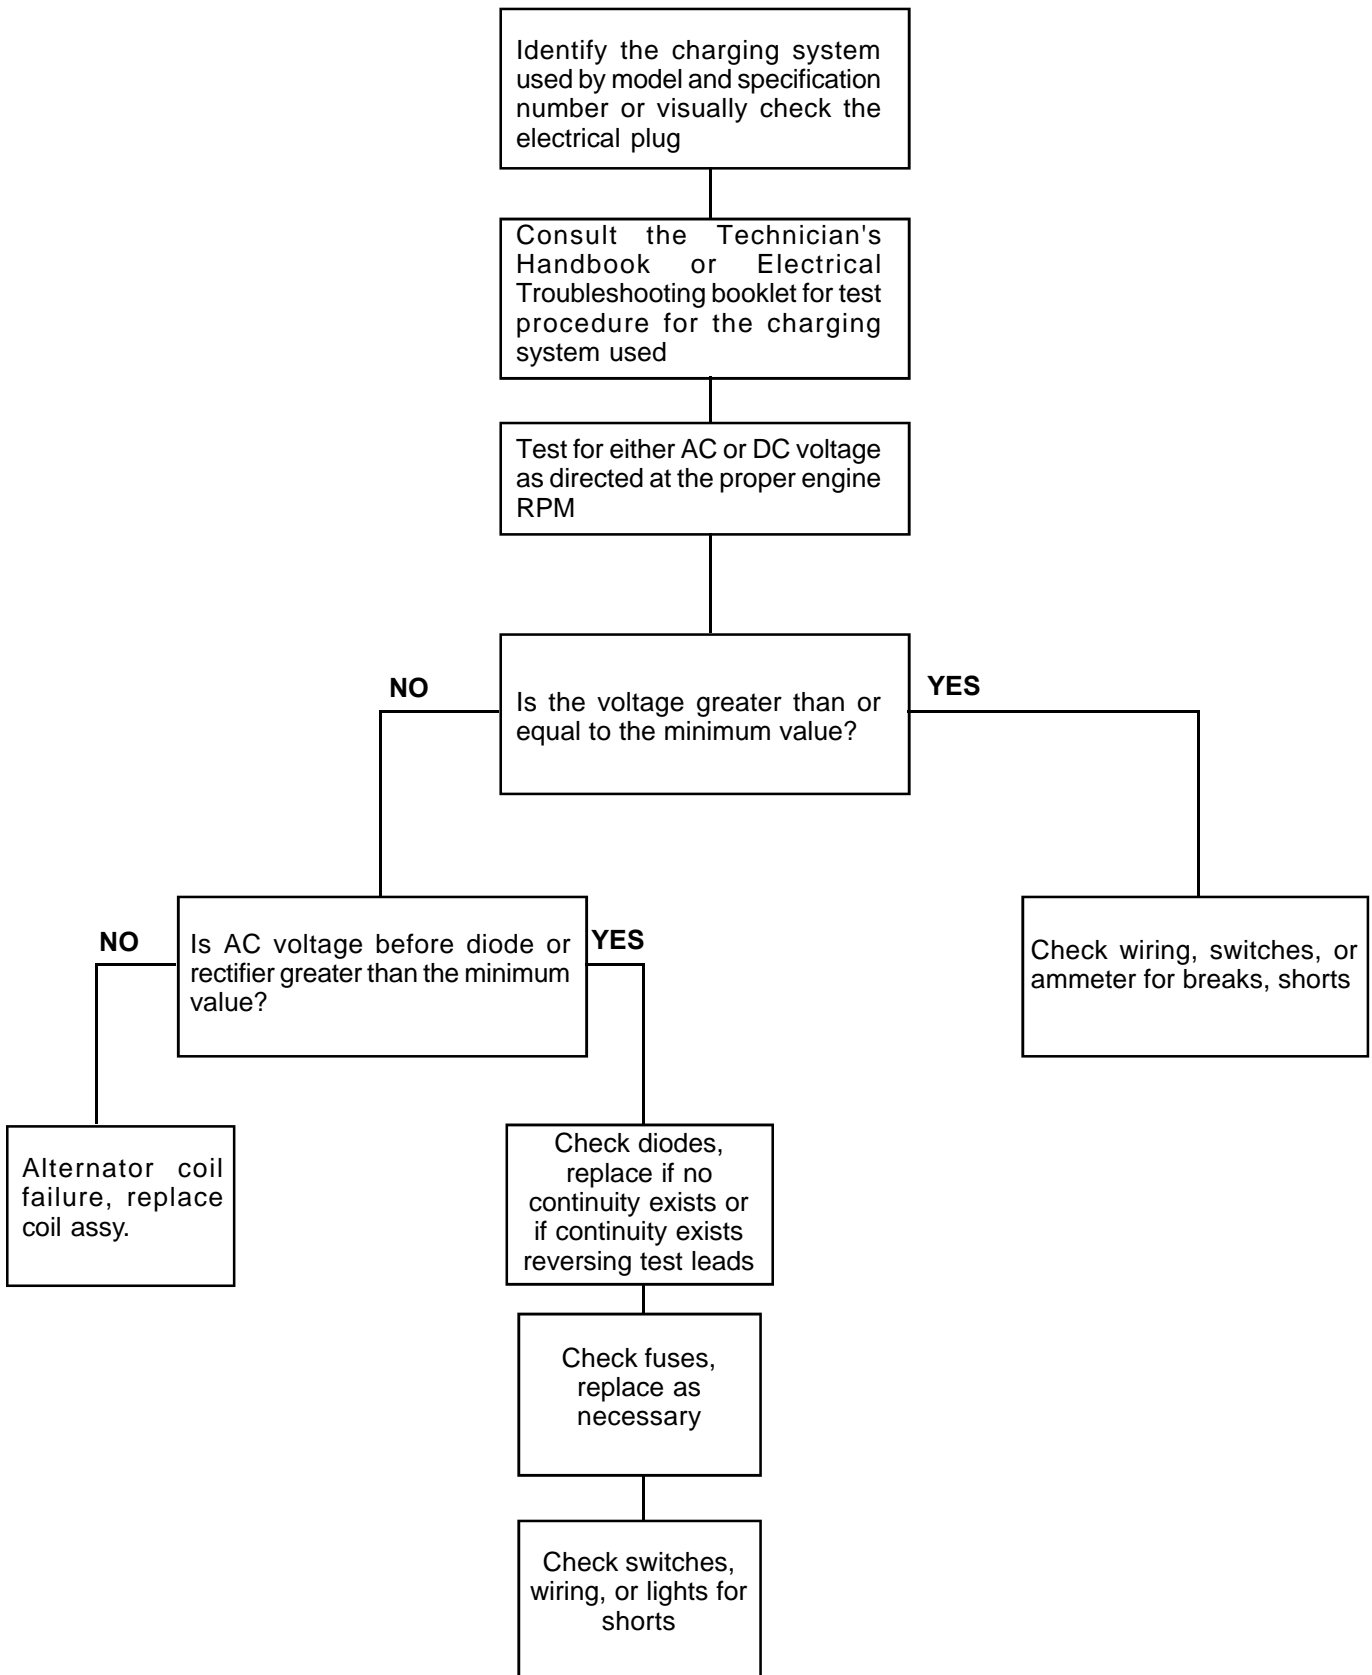 Identify the charging system
used by model and specification
number or visually check the
electrical plug
Consult the Technician's
Handbook or Electrical
Troubleshooting booklet for test
procedure for the charging
system used
Test for either AC or DC voltage
as directed at the proper engine
RPM
NO
YES
Is the voltage greater than or
equal to the minimum value?
NO
Is AC voltage before diode or
rectifier greater than the minimum
value?
YES
Check wiring, switches, or
ammeter for breaks, shorts
Alternator coil
failure, replace
coil assy.
Check diodes,
replace if no
continuity exists or
if continuity exists
reversing test leads
Check fuses,
replace as
necessary
Check switches,
wiring, or lights for
shorts